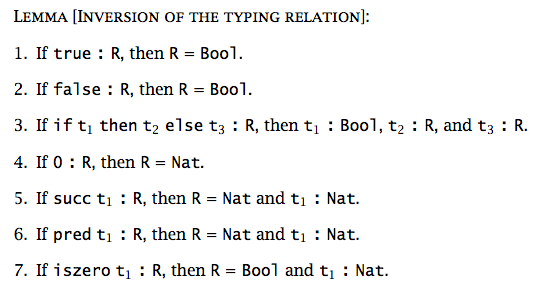 LEMMA [INVERSION OF THE TYPING RELATION]:
1. If true : R, then R = Bool.
2. If false : R, then R = Bool.
3. If if t₁ then t₂ else t₃ : R, then t₁ : Bool, t₂ : R, and t₃ : R.
4. If 0 : R, then R = Nat.
5. If succ t₁ : R, then R = Nat and t₁ : Nat.
6. If pred t₁ : R, then R = Nat and t₁ : Nat.
7. If iszero t₁ : R, then R = Bool and t₁ : Nat.